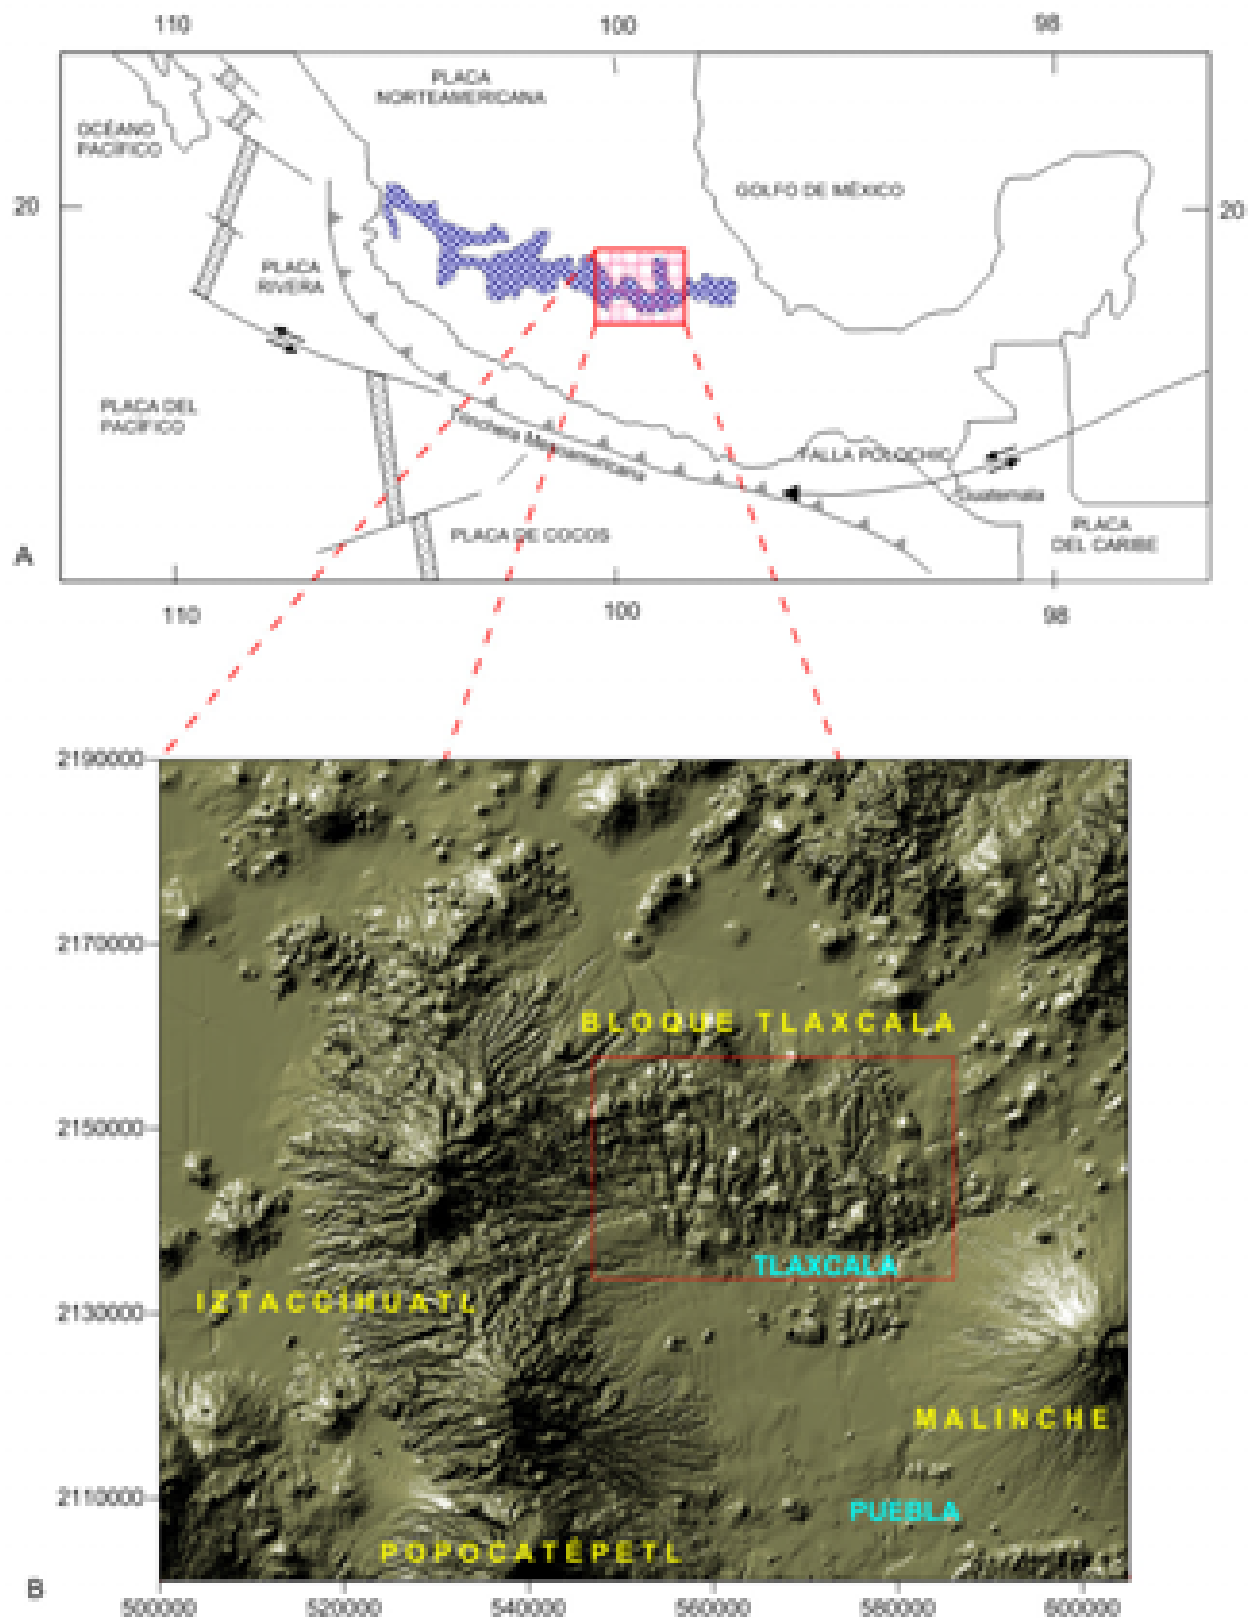 110
100
98
PLACA
NORTEAMERICANA
OCÉANO
PACÍFICO
20
GOLFO DE MÉXICO
20
PLACA
RIVERA
PLACA DEL
PACÍFICO
Trinchera Mesoamericana
FALLA POLOCHIC
Guatemala
PLACA DE COCOS
PLACA
DEL CARIBE
A
110
100
98
2190000
2170000
BLOQUE TLAXCALA
2150000
TLAXCALA
IZTACCÍHUATL
2130000
MALINCHE
2110000
PUEBLA
POPOCATÉPETL
B
500000
520000
540000
560000
580000
600000